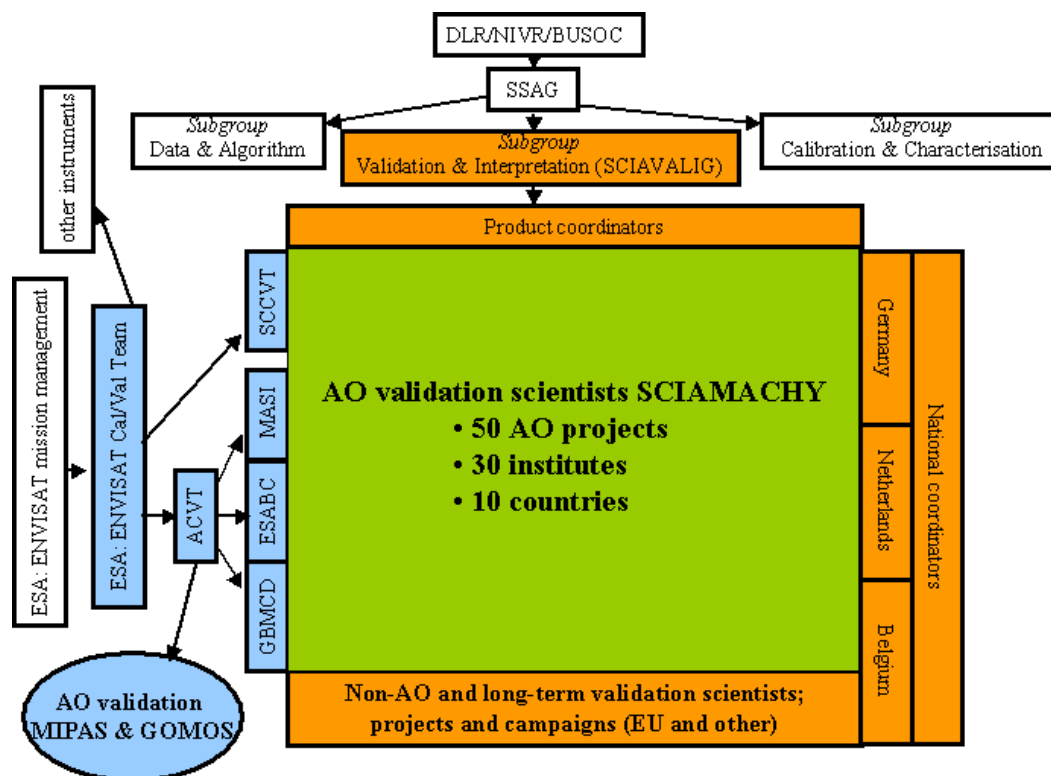 DLR/NIVR/BUSOC
SSAG
Subgroup
Data & Algorithm
Subgroup
Validation & Interpretation (SCIAVALIG)
Subgroup
Calibration & Characterisation
other instruments
Product coordinators
ESA: ENVISAT mission management
ESA: ENVISAT Cal/Val Team
ACVT
SCCVT
MASI
ESABC
GBMCD
AO validation scientists SCIAMACHY
• 50 AO projects
• 30 institutes
• 10 countries
Germany
Netherlands
Belgium
National coordinators
AO validation
MIPAS & GOMOS
Non-AO and long-term validation scientists;
projects and campaigns (EU and other)